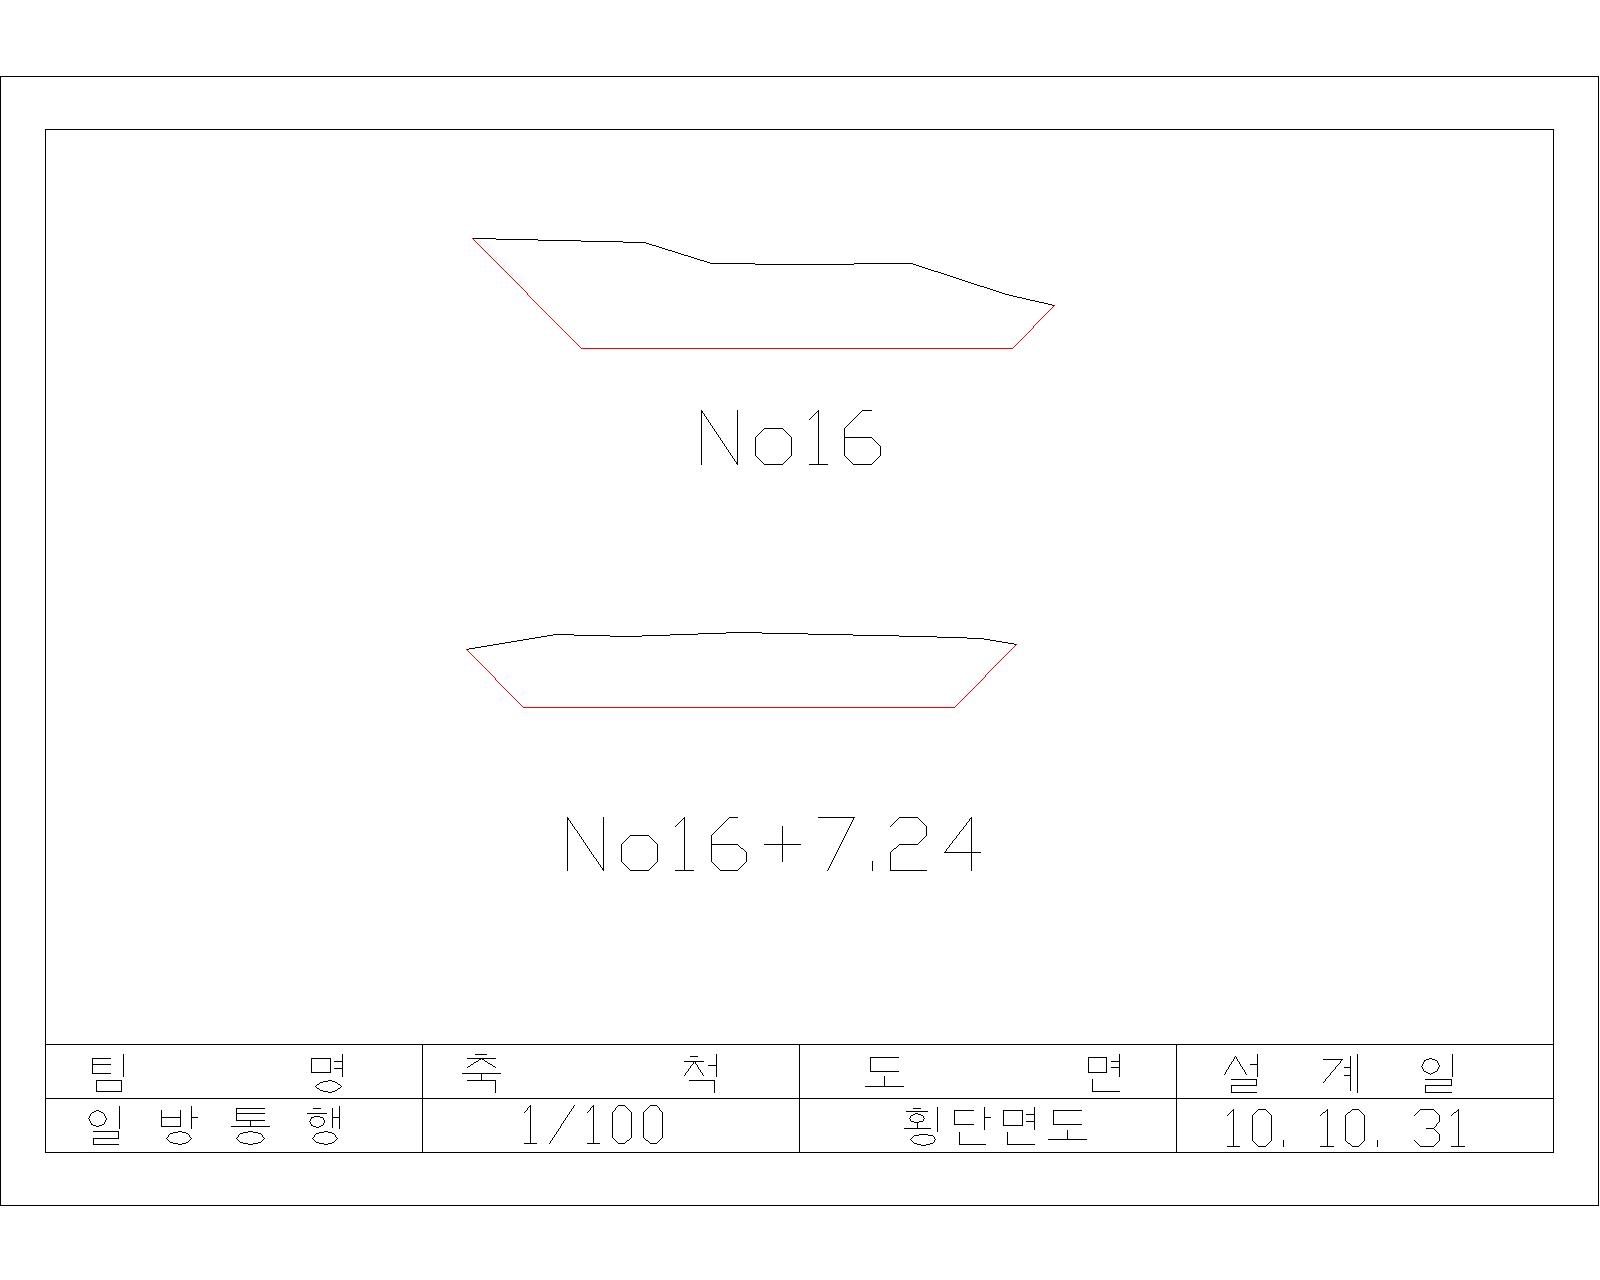 No16
No16+7.24
팀 명 축 척 도 면 설 계 일
일 방 통 행 1/100 횡단면도 10. 10. 31